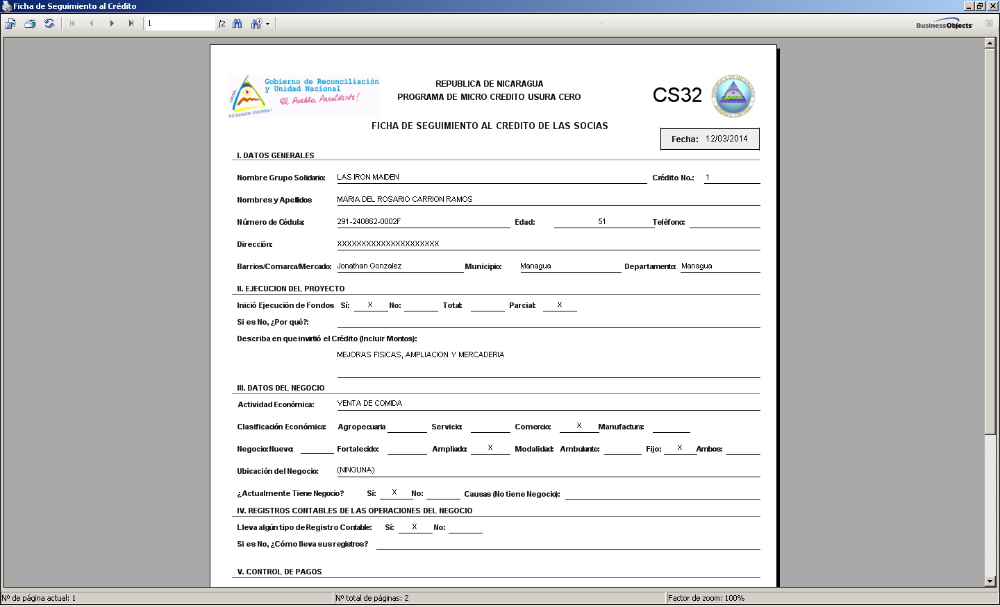 Ficha de Seguimiento al Crédito
1 /2
BusinessObjects
Gobierno de Reconciliación
y Unidad Nacional
El Pueblo, Presidente!
NICARAGUA TRIUNFA!
REPUBLICA DE NICARAGUA
PROGRAMA DE MICRO CREDITO USURA CERO
CS32
FICHA DE SEGUIMIENTO AL CREDITO DE LAS SOCIAS
Fecha: 12/03/2014
I. DATOS GENERALES
Nombre Grupo Solidario: LAS IRON MAIDEN Crédito No.: 1
Nombres y Apellidos MARIA DEL ROSARIO CARRION RAMOS
Número de Cédula: 291-240862-0002F Edad: 51 Teléfono:
Dirección: XXXXXXXXXXXXXXXXXXXXX
Barrios/Comarca/Mercado: Jonathan Gonzalez Municipio: Managua Departamento: Managua
II. EJECUCION DEL PROYECTO
Inició Ejecución de Fondos Sí: X No: Total: Parcial: X
Si es No, ¿Por qué?:
Describa en que invirtió el Crédito (Incluir Montos):
MEJORAS FISICAS, AMPLIACION Y MERCADERIA
III. DATOS DEL NEGOCIO
Actividad Económica: VENTA DE COMIDA
Clasificación Económica: Agropecuaria Servicio: Comercio: X Manufactura:
Negocio: Nuevo: Fortalecido: Ampliado: X Modalidad: Ambulante: Fijo: X Ambos:
Ubicación del Negocio: (NINGUNA)
¿Actualmente Tiene Negocio? Sí: X No: Causas (No tiene Negocio):
IV. REGISTROS CONTABLES DE LAS OPERACIONES DEL NEGOCIO
Lleva algún tipo de Registro Contable: Sí: X No:
Si es No, ¿Cómo lleva sus registros?
V. CONTROL DE PAGOS
Nº de página actual: 1 Nº total de páginas: 2 Factor de zoom: 100%